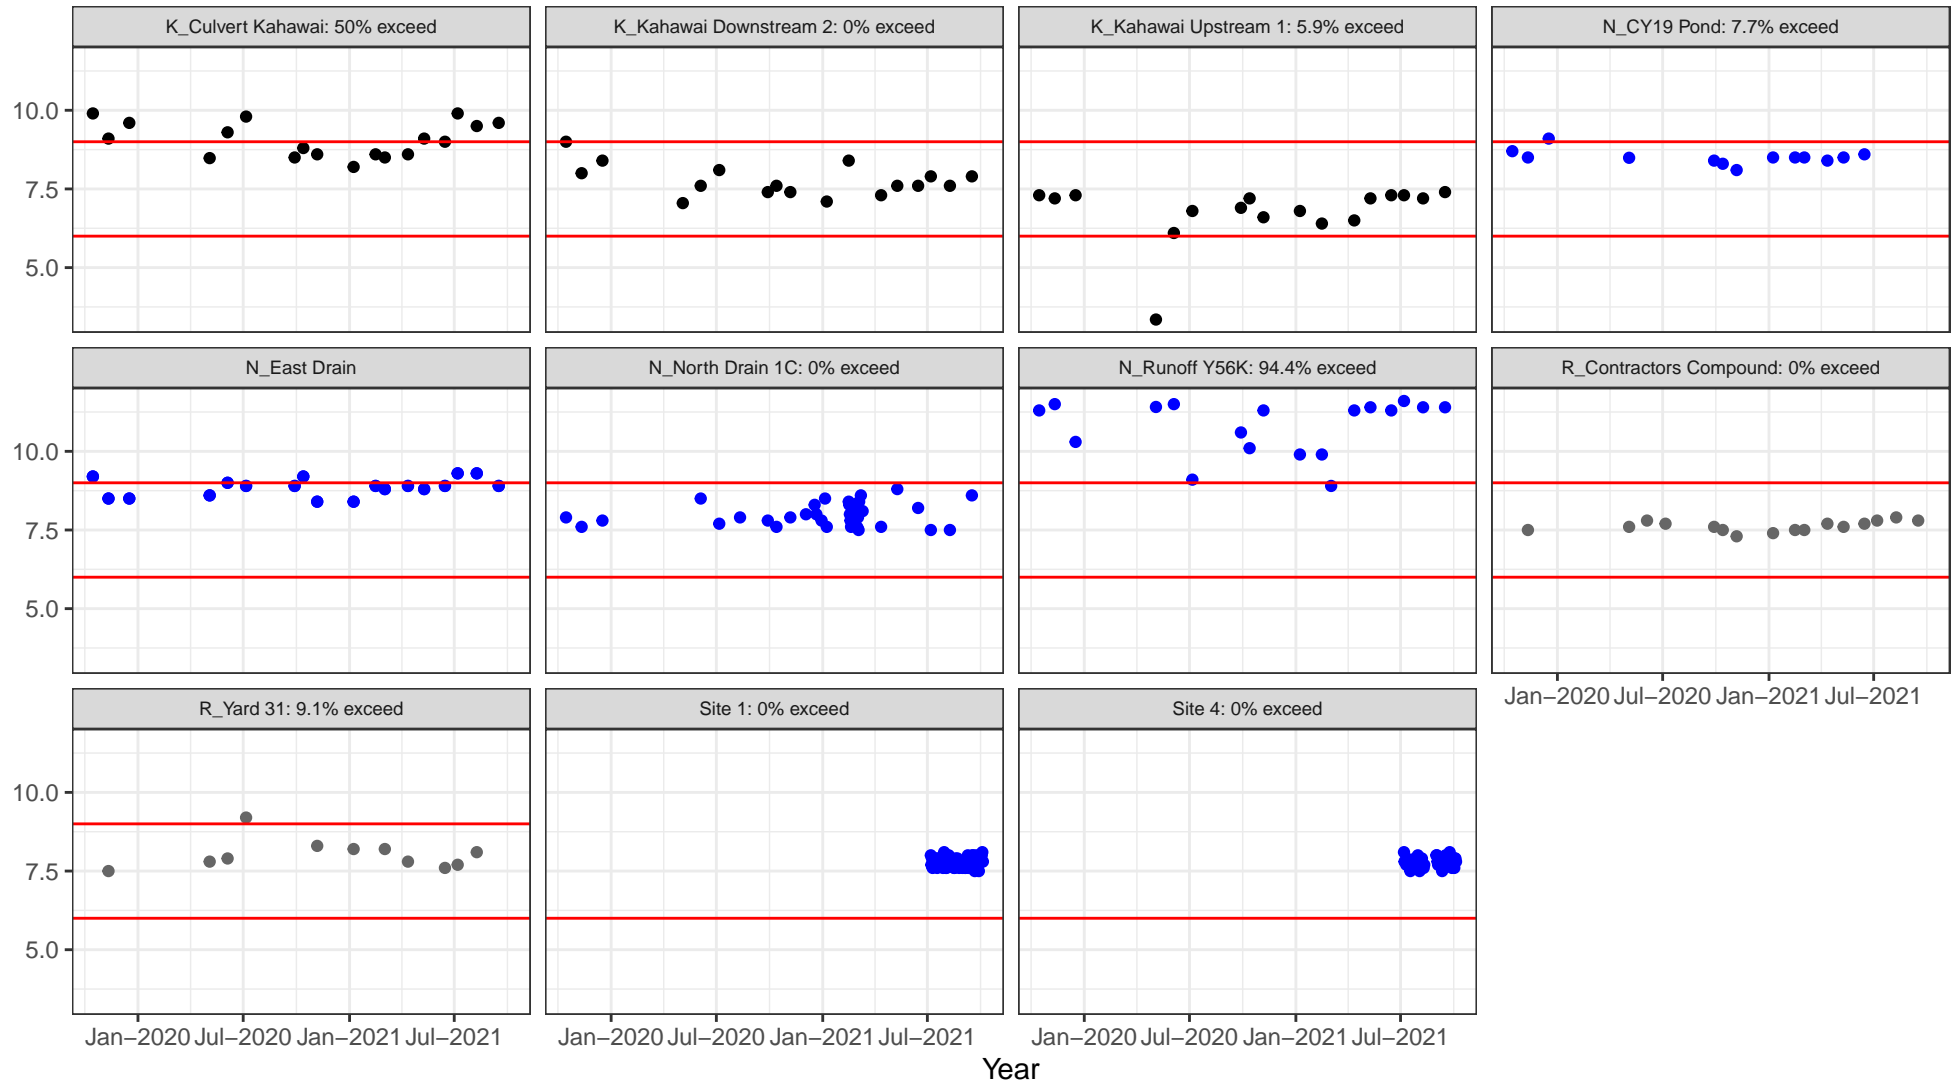 K_Culvert Kahawai: 50% exceed
K_Kahawai Downstream 2: 0% exceed
K_Kahawai Upstream 1: 5.9% exceed
N_CY19 Pond: 7.7% exceed
10.0
7.5
5.0
N_East Drain
N_North Drain 1C: 0% exceed
N_Runoff Y56K: 94.4% exceed
R_Contractors Compound: 0% exceed
10.0
7.5
5.0
Jan−2020 Jul−2020 Jan−2021 Jul−2021
R_Yard 31: 9.1% exceed
Site 1: 0% exceed
Site 4: 0% exceed
10.0
7.5
5.0
Jan−2020 Jul−2020 Jan−2021 Jul−2021
Jan−2020 Jul−2020 Jan−2021 Jul−2021
Jan−2020 Jul−2020 Jan−2021 Jul−2021
Year